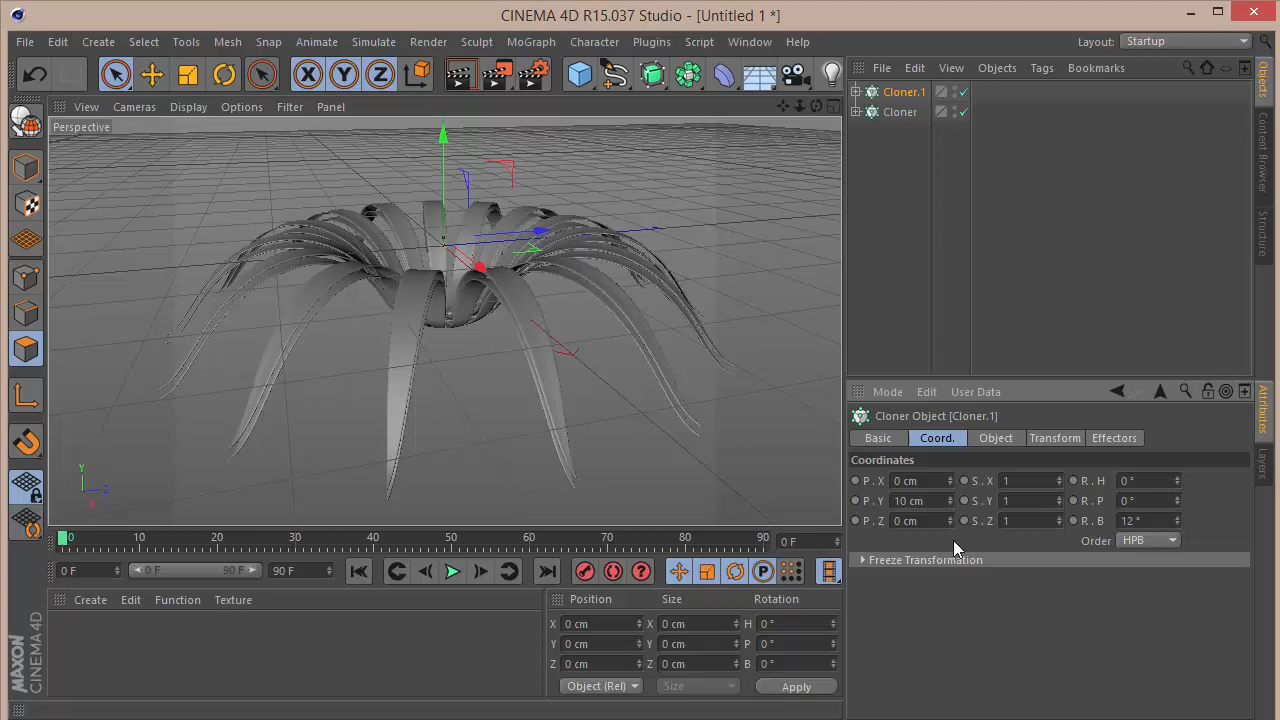 CINEMA 4D R15.037 Studio - [Untitled 1 *]
File Edit Create Select Tools Mesh Snap Animate Simulate Render Sculpt MoGraph Character Plugins Script Window Help Layout: Startup
X Y Z
File Edit View Objects Tags Bookmarks
View Cameras Display Options Filter Panel
Perspective
Cloner.1
Cloner
Objects
Content Browser
Structure
Y
Z
X
Mode Edit User Data
Cloner Object [Cloner.1]
Basic Coord. Object Transform Effectors
Coordinates
P . X 0 cm S . X 1 R . H 0 °
P . Y 10 cm S . Y 1 R . P 0 °
P . Z 0 cm S . Z 1 R . B 12 °
Order HPB
Freeze Transformation
Attributes
Layers
0 10 20 30 40 50 60 70 80 90 0 F
0 F 0 F 90 F 90 F P
Create Edit Function Texture
Position Size Rotation
X 0 cm X 0 cm H 0 °
Y 0 cm Y 0 cm P 0 °
Z 0 cm Z 0 cm B 0 °
Object (Rel) Size Apply
MAXON
CINEMA 4D